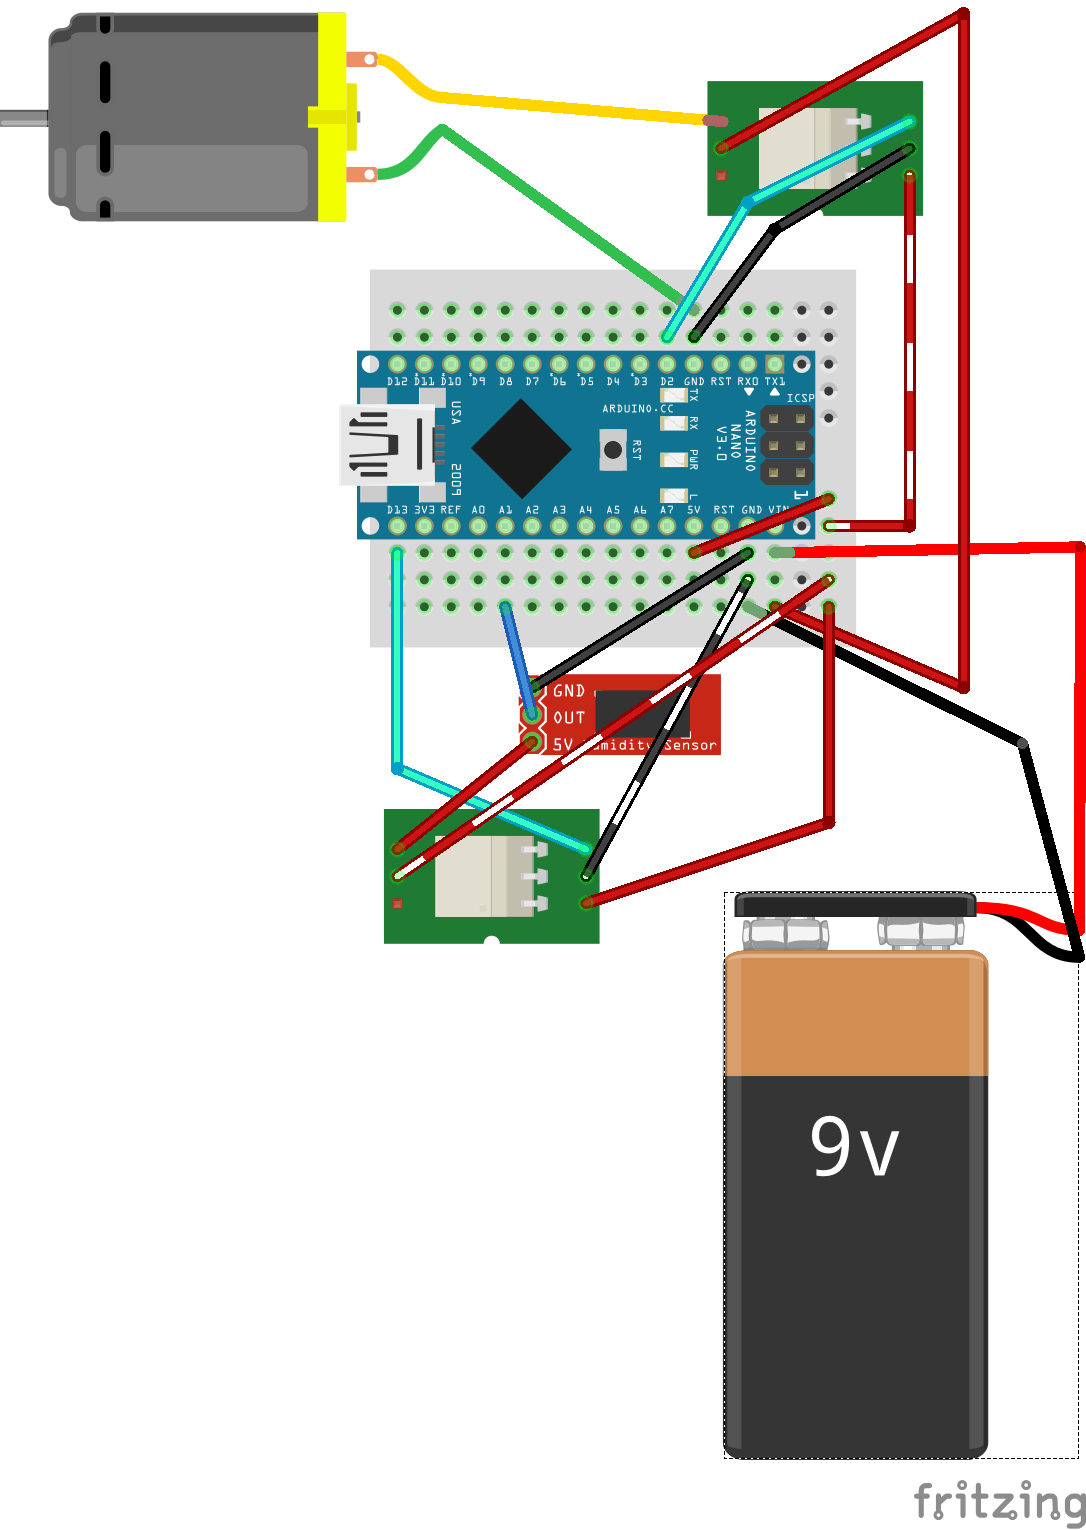 D12 D11 D10 D9 D8 D7 D6 D5 D4 D3 D2 GND RST RX0 TX1
ICSP
USA
ARDUINO.CC
TX
RX
RST
PWR
L
ARDUINO
NANO
V3.0
2009
1
D13 3V3 REF A0 A1 A2 A3 A4 A5 A6 A7 5V RST GND VIN
GND
OUT
5V Humidity Sensor
9v
fritzing